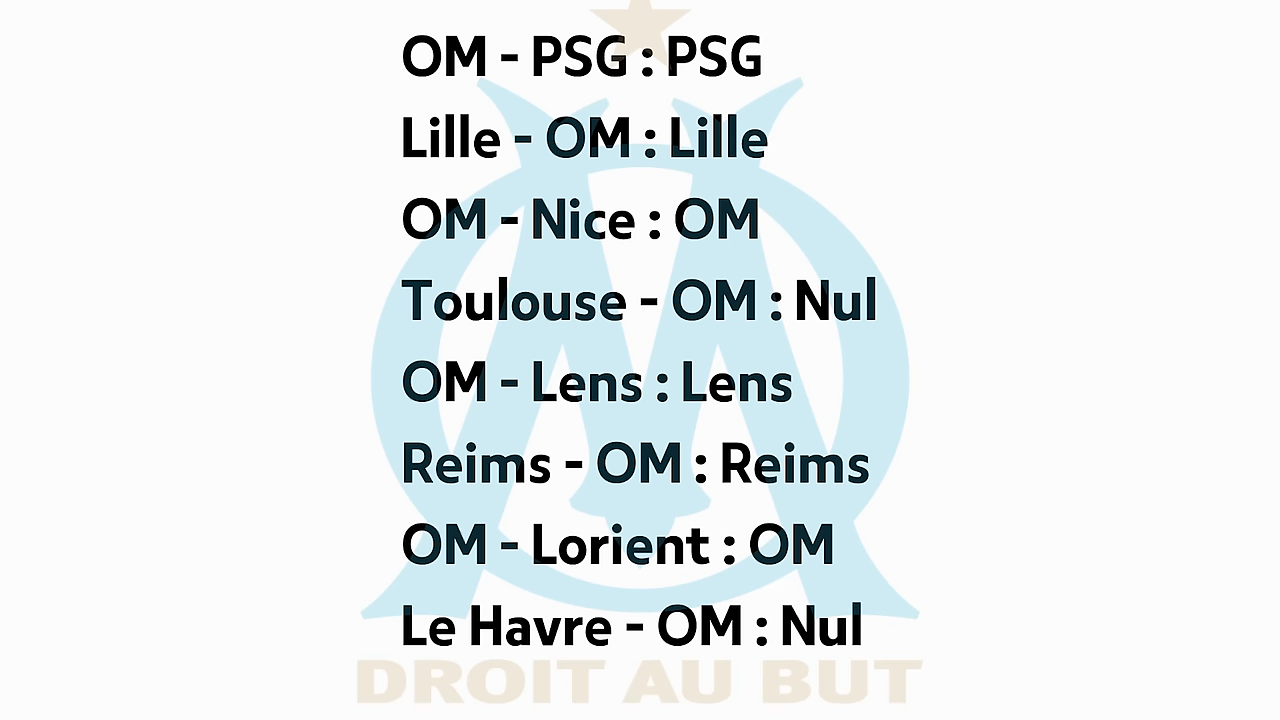 OM - PSG : PSG
Lille - OM : Lille
OM - Nice : OM
Toulouse - OM : Nul
OM - Lens : Lens
Reims - OM : Reims
OM - Lorient : OM
Le Havre - OM : Nul
DROIT AU BUT